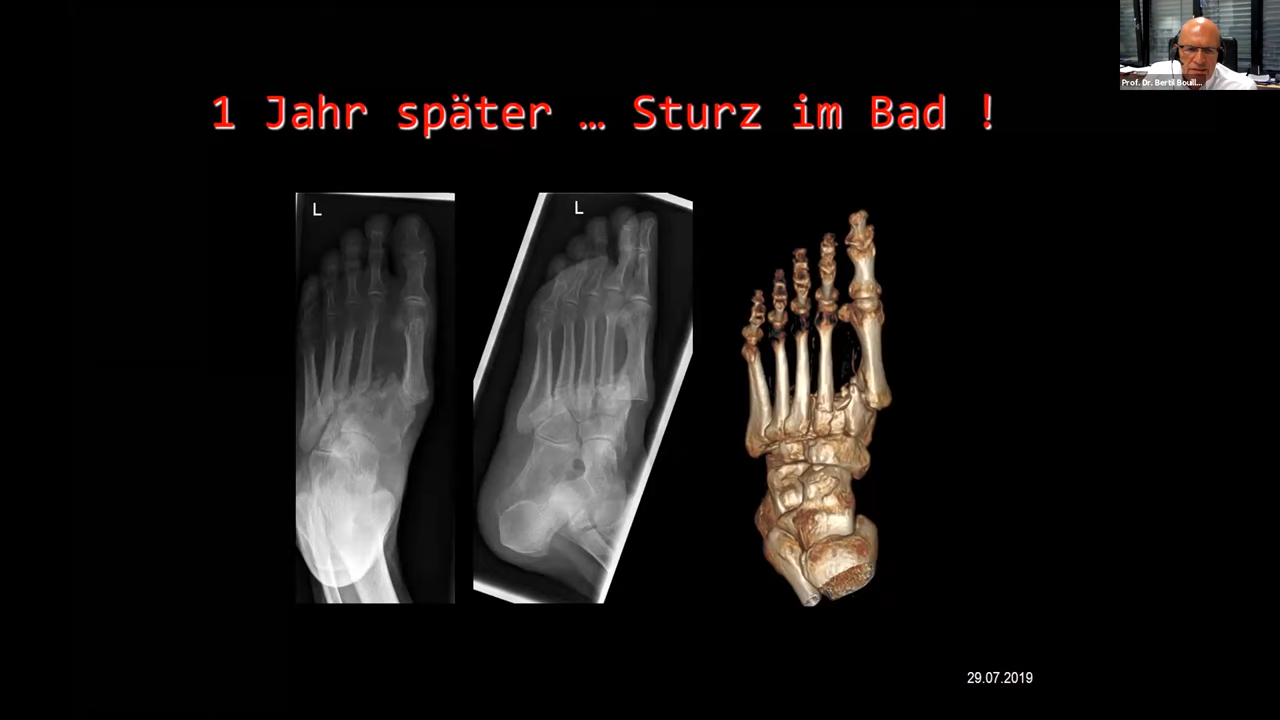 Prof. Dr. Bertil Bouill...
1 Jahr später … Sturz im Bad !
L
L
29.07.2019